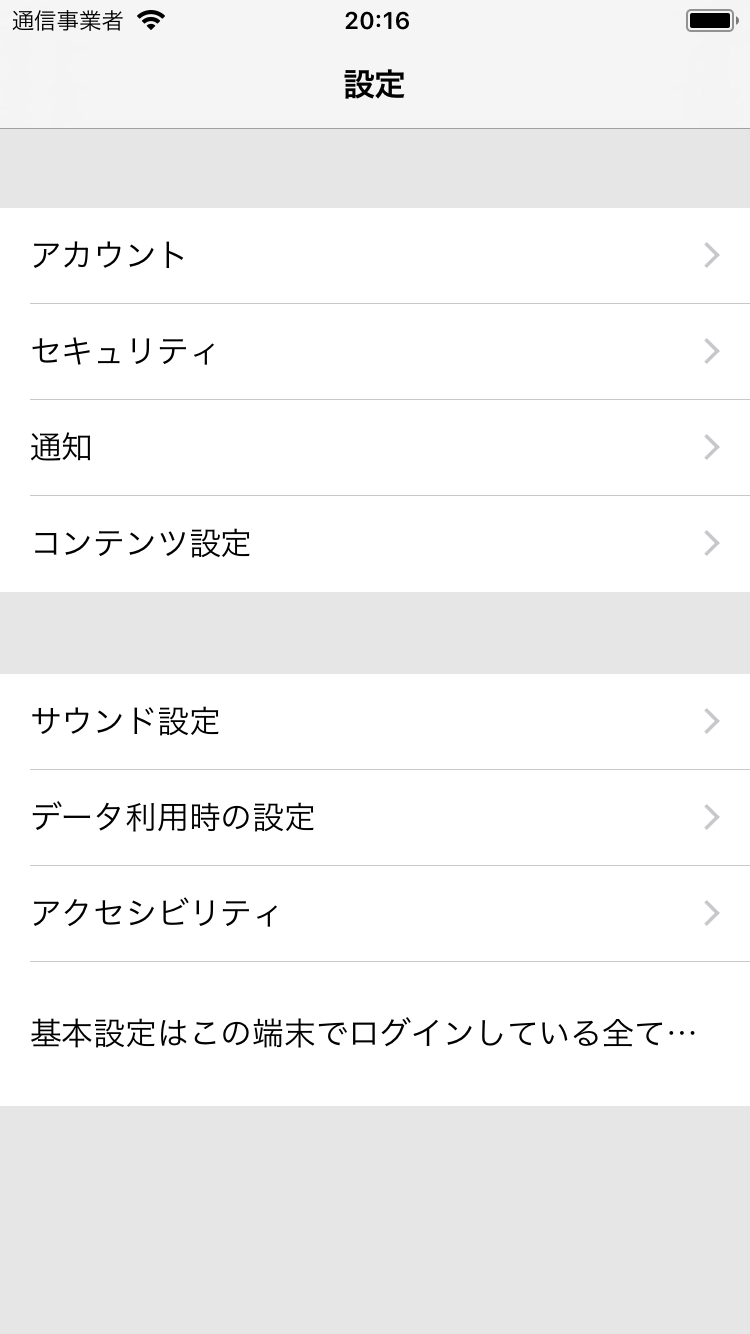 通信事業者 20:16
設定
アカウント
セキュリティ
通知
コンテンツ設定
サウンド設定
データ利用時の設定
アクセシビリティ
基本設定はこの端末でログインしている全て…